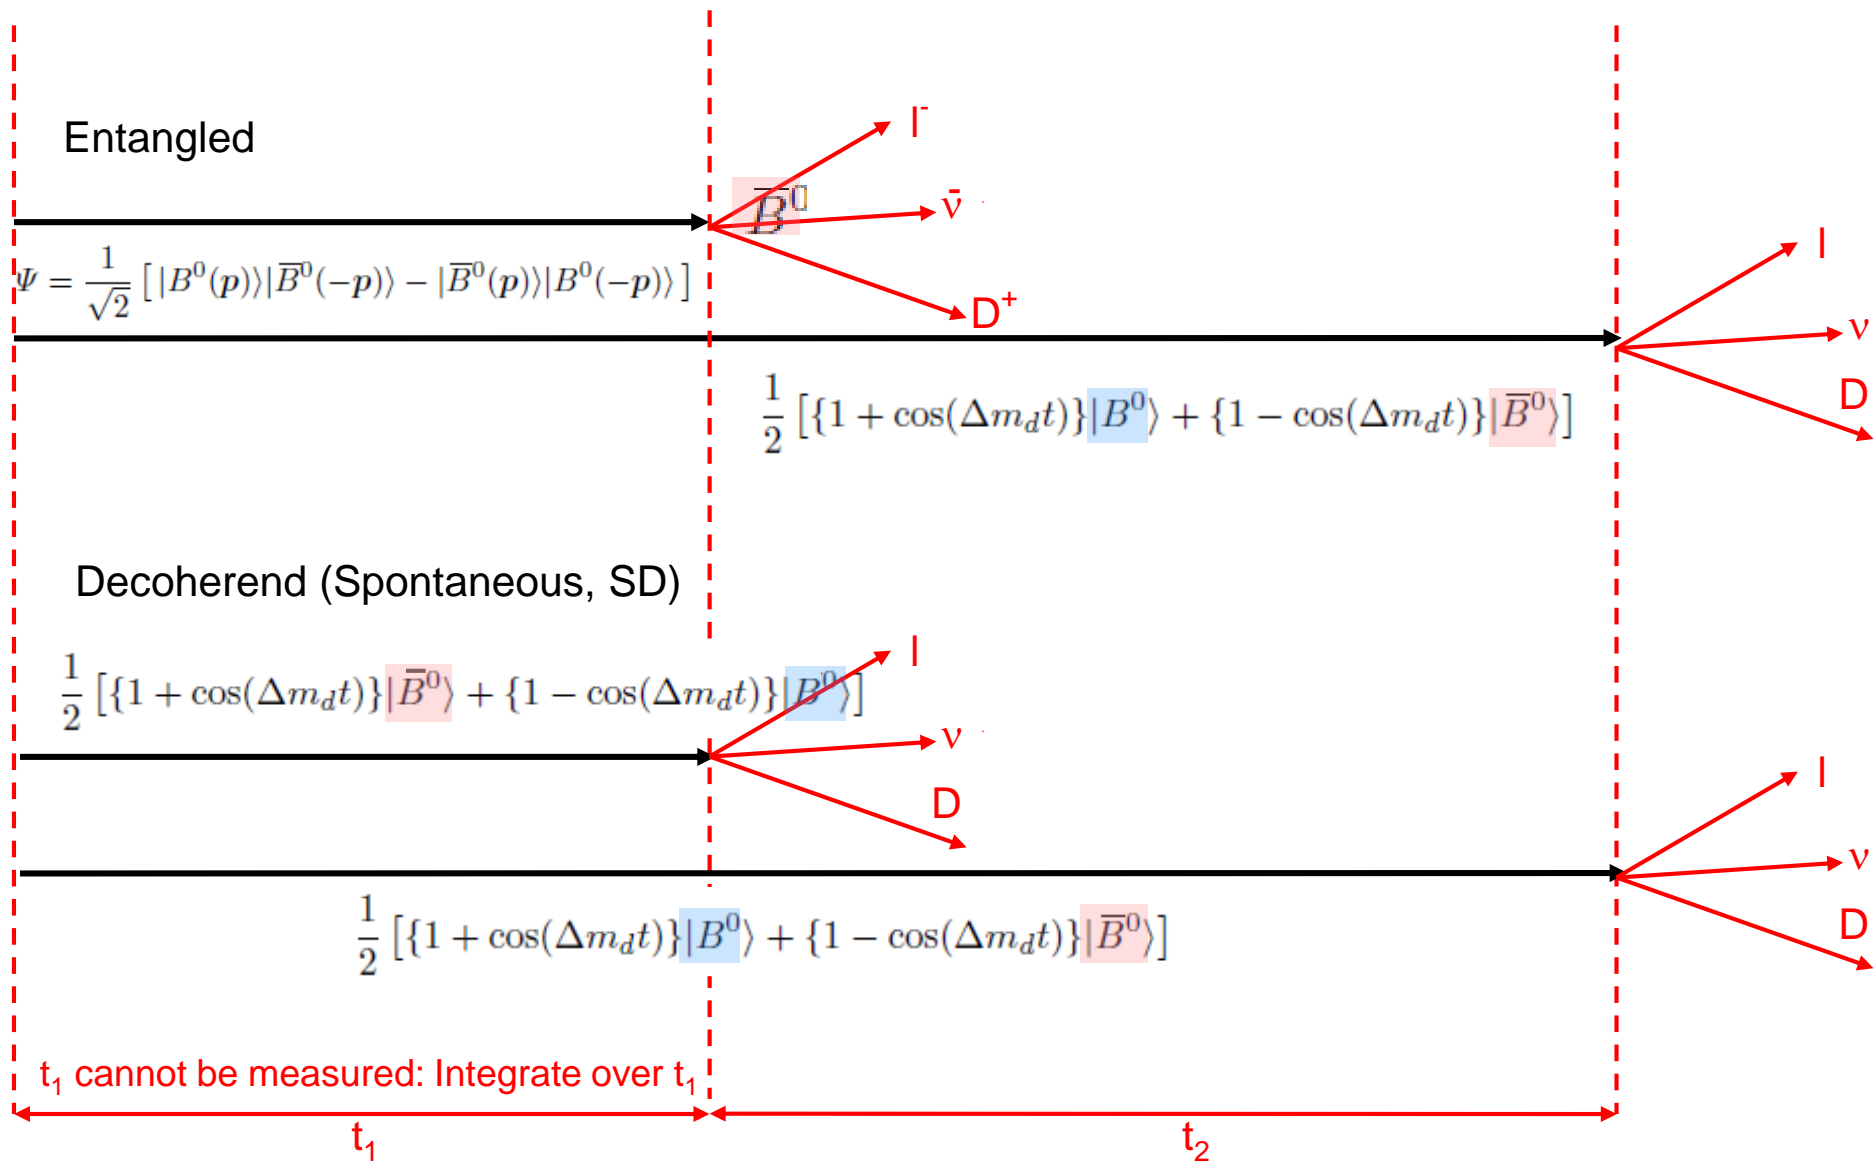 Entangled
l⁻
B̅⁰
ν̄
Ψ = 1/√2 [ |B⁰(p)⟩|B̅⁰(-p)⟩ − |B̅⁰(p)⟩|B⁰(-p)⟩ ]
D⁺
l
ν
D
1/2 [{1 + cos(Δm_d t)}|B⁰⟩ + {1 − cos(Δm_d t)}|B̅⁰⟩]
Decoherend (Spontaneous, SD)
1/2 [{1 + cos(Δm_d t)}|B̅⁰⟩ + {1 − cos(Δm_d t)}|B⁰⟩]
l
ν
D
l
ν
D
1/2 [{1 + cos(Δm_d t)}|B⁰⟩ + {1 − cos(Δm_d t)}|B̅⁰⟩]
t₁ cannot be measured: Integrate over t₁
t₁
t₂